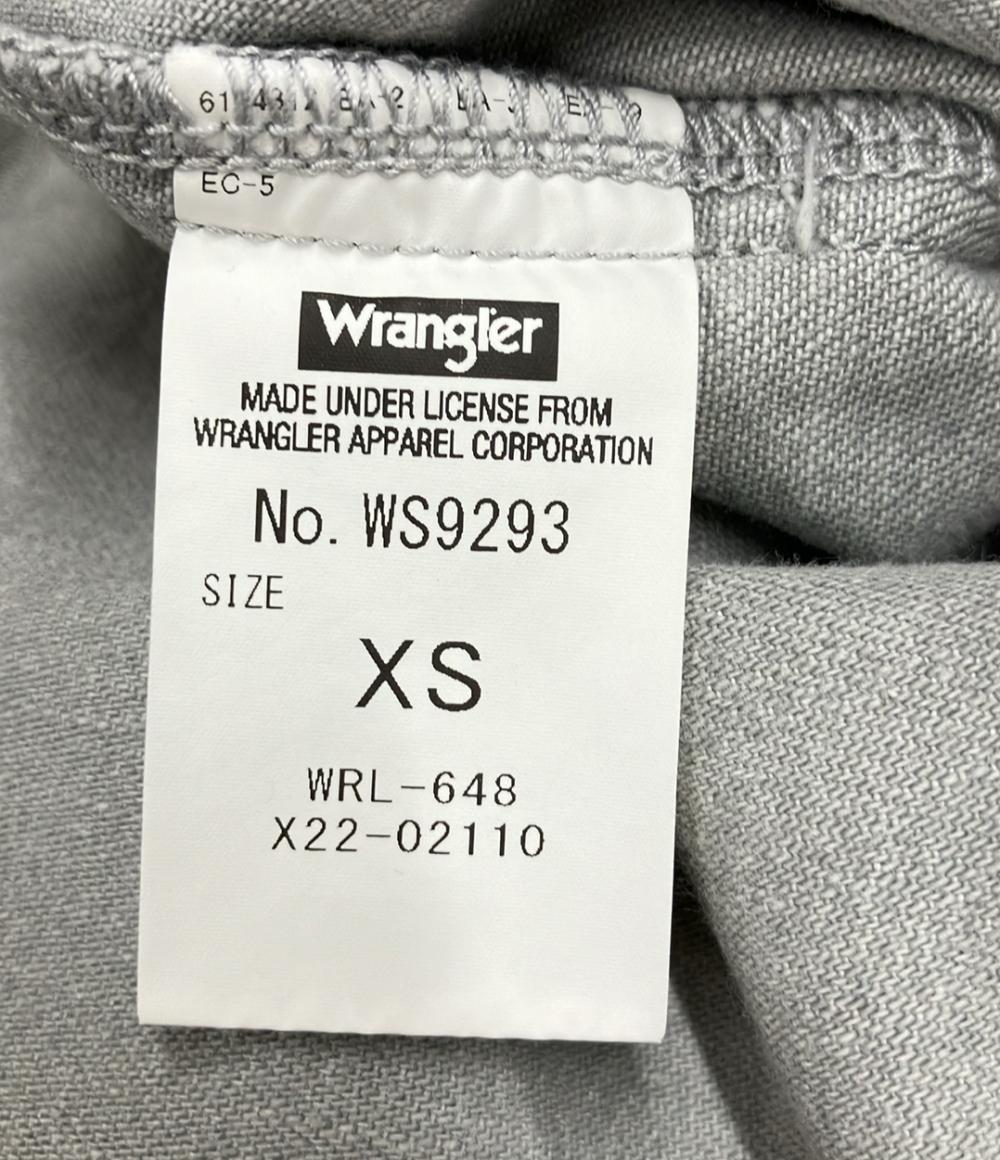 EC-5
Wrangler
MADE UNDER LICENSE FROM
WRANGLER APPAREL CORPORATION
No. WS9293
SIZE
XS
WRL-648
X22-02110